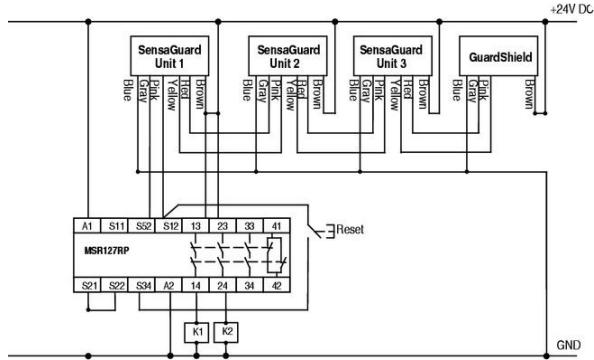 +24V DC
SensaGuard
Unit 1
SensaGuard
Unit 2
SensaGuard
Unit 3
GuardShield
Blue
Gray
Pink
Yellow
Red
Brown
Blue
Gray
Pink
Yellow
Red
Brown
Blue
Gray
Pink
Yellow
Red
Brown
Blue
Gray
Pink
Brown
A1 S11 S52 S12 13 23 33 41
Reset
MSR127RP
S21 S22 S34 A2 14 24 34 42
K1 K2
GND